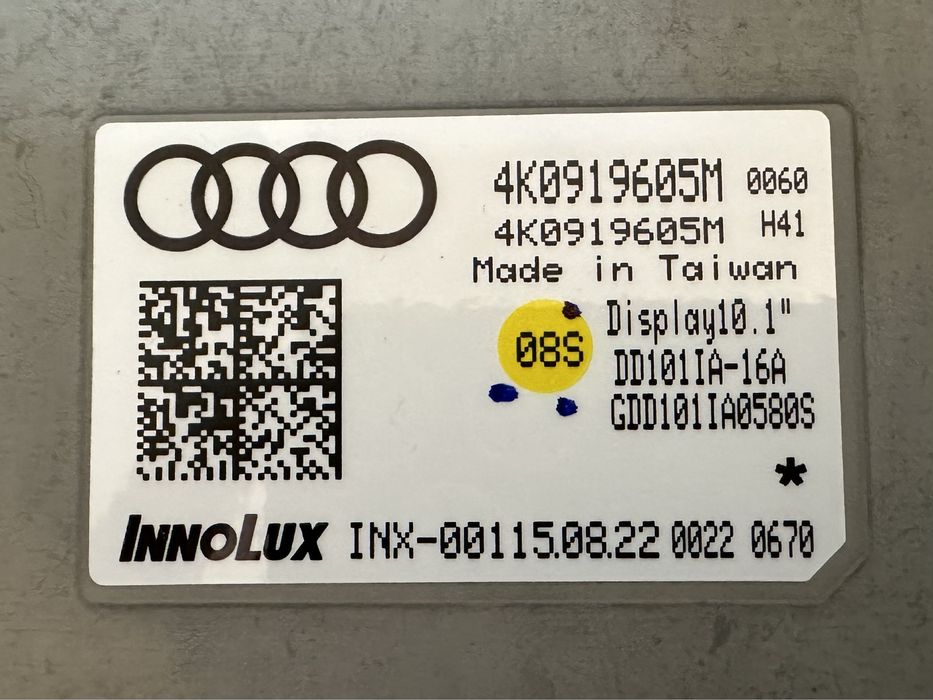 4K0919605M 0060
4K0919605M H41
Made in Taiwan
08S
Display10.1"
DD101IA-16A
GDD101IA0580S
*
INNOLUX INX-00115.08.22 0022 0670